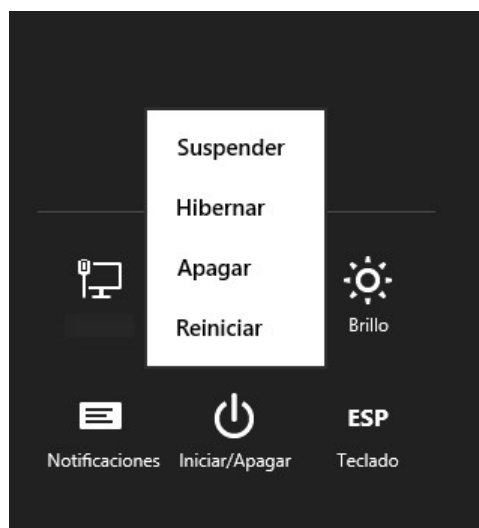 Suspender
Hibernar
Apagar
Reiniciar
Brillo
ESP
Notificaciones
Iniciar/Apagar
Teclado